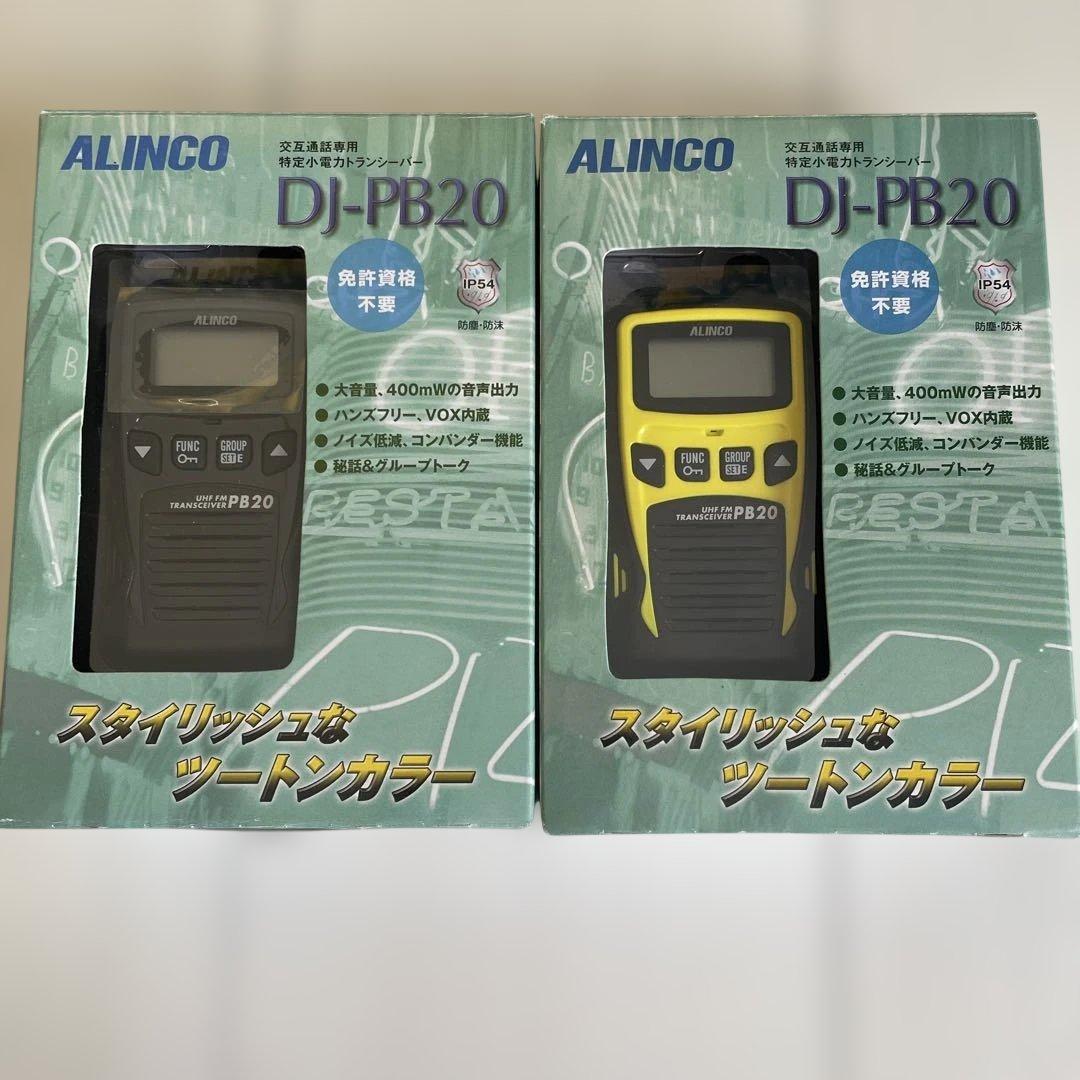 ALINCO
交互通話専用
特定小電力トランシーバー
DJ-PB20
免許資格
不要
IP54
防塵・防沫
ALINCO
ALINCO
FUNC
GROUP
SET E
UHF FM
TRANSCEIVER PB20
● 大音量、400mWの音声出力
● ハンズフリー、VOX内蔵
● ノイズ低減、コンパンダー機能
● 秘話&グループトーク
スタイリッシュな
ツートンカラー
ALINCO
交互通話専用
特定小電力トランシーバー
DJ-PB20
免許資格
不要
IP54
防塵・防沫
ALINCO
FUNC
GROUP
SET E
UHF FM
TRANSCEIVER PB20
● 大音量、400mWの音声出力
● ハンズフリー、VOX内蔵
● ノイズ低減、コンパンダー機能
● 秘話&グループトーク
スタイリッシュな
ツートンカラー